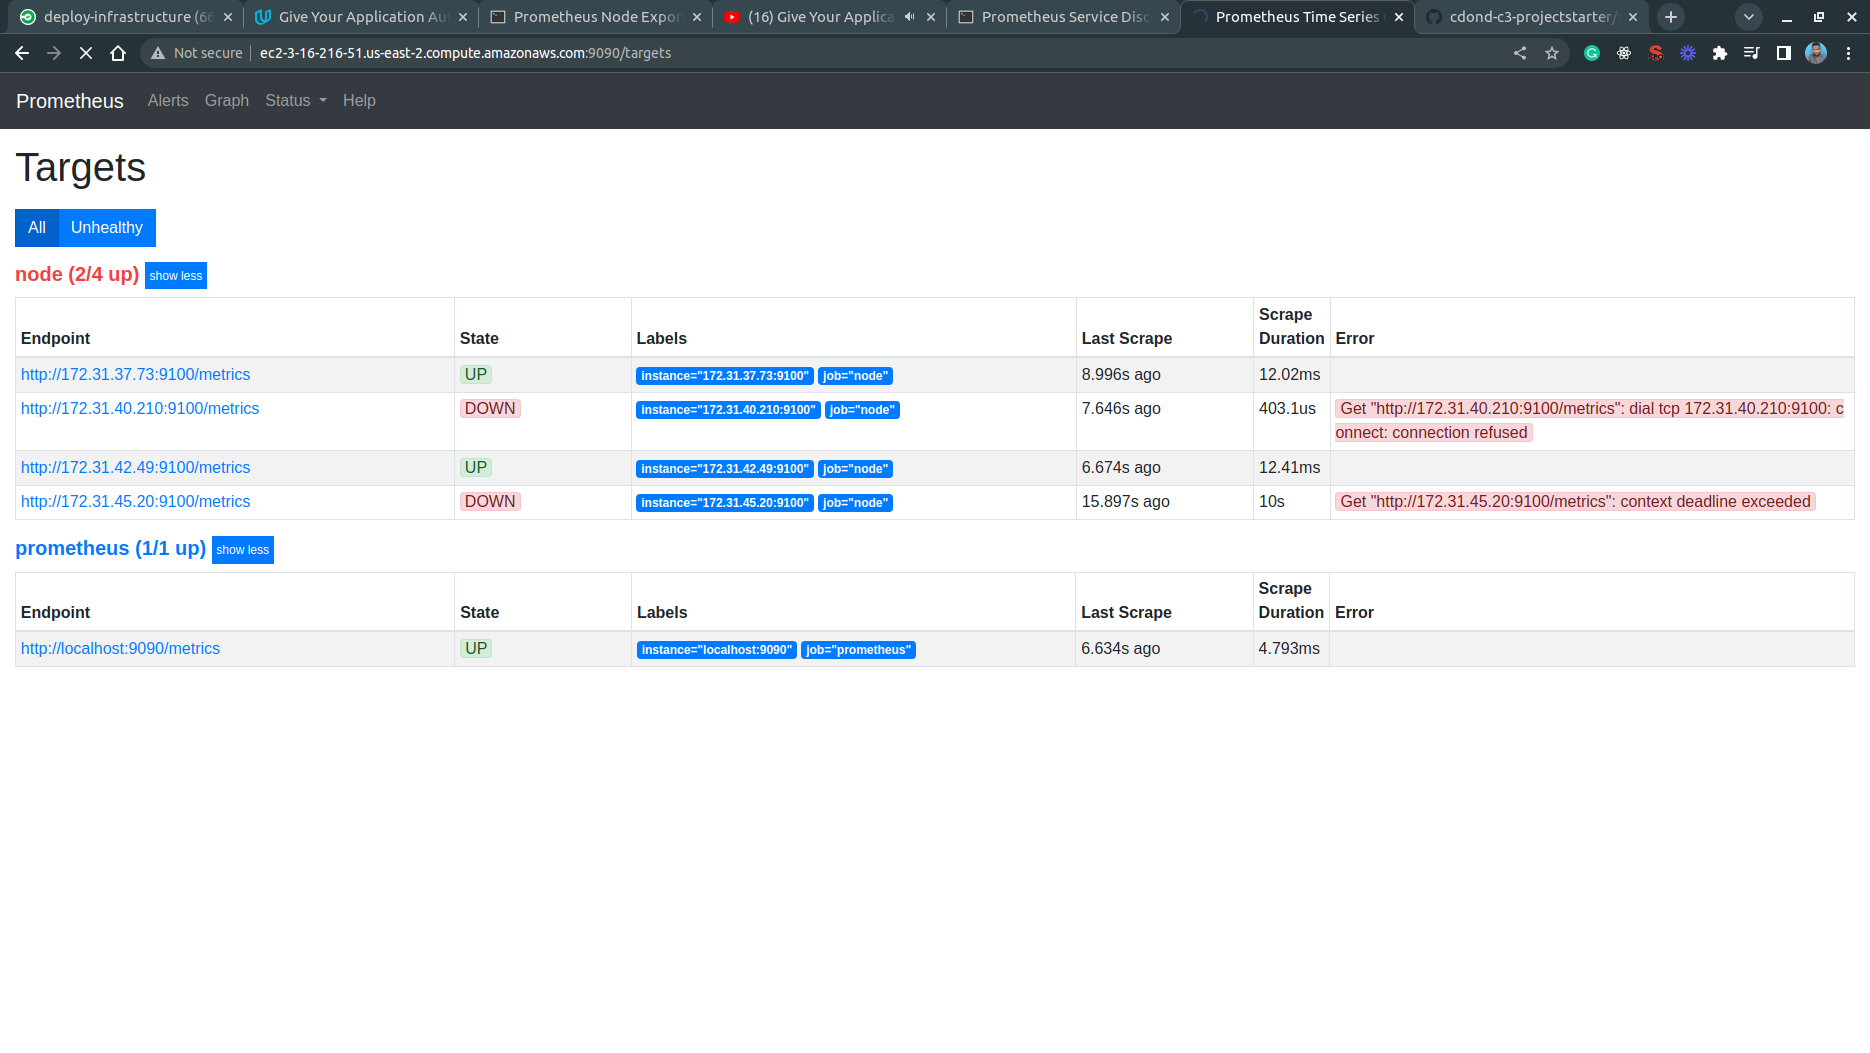 deploy-infrastructure (66
Give Your Application Au
Prometheus Node Expor
(16) Give Your Applica
Prometheus Service Disc
Prometheus Time Series
cdond-c3-projectstarter/
Not secure
ec2-3-16-216-51.us-east-2.compute.amazonaws.com:9090/targets
Prometheus
Alerts
Graph
Status
Help
Targets
All
Unhealthy
node (2/4 up)
show less
Endpoint
State
Labels
Last Scrape
Scrape
Duration
Error
http://172.31.37.73:9100/metrics
UP
instance="172.31.37.73:9100"
job="node"
8.996s ago
12.02ms
http://172.31.40.210:9100/metrics
DOWN
instance="172.31.40.210:9100"
job="node"
7.646s ago
403.1us
Get "http://172.31.40.210:9100/metrics": dial tcp 172.31.40.210:9100: c
onnect: connection refused
http://172.31.42.49:9100/metrics
UP
instance="172.31.42.49:9100"
job="node"
6.674s ago
12.41ms
http://172.31.45.20:9100/metrics
DOWN
instance="172.31.45.20:9100"
job="node"
15.897s ago
10s
Get "http://172.31.45.20:9100/metrics": context deadline exceeded
prometheus (1/1 up)
show less
Endpoint
State
Labels
Last Scrape
Scrape
Duration
Error
http://localhost:9090/metrics
UP
instance="localhost:9090"
job="prometheus"
6.634s ago
4.793ms